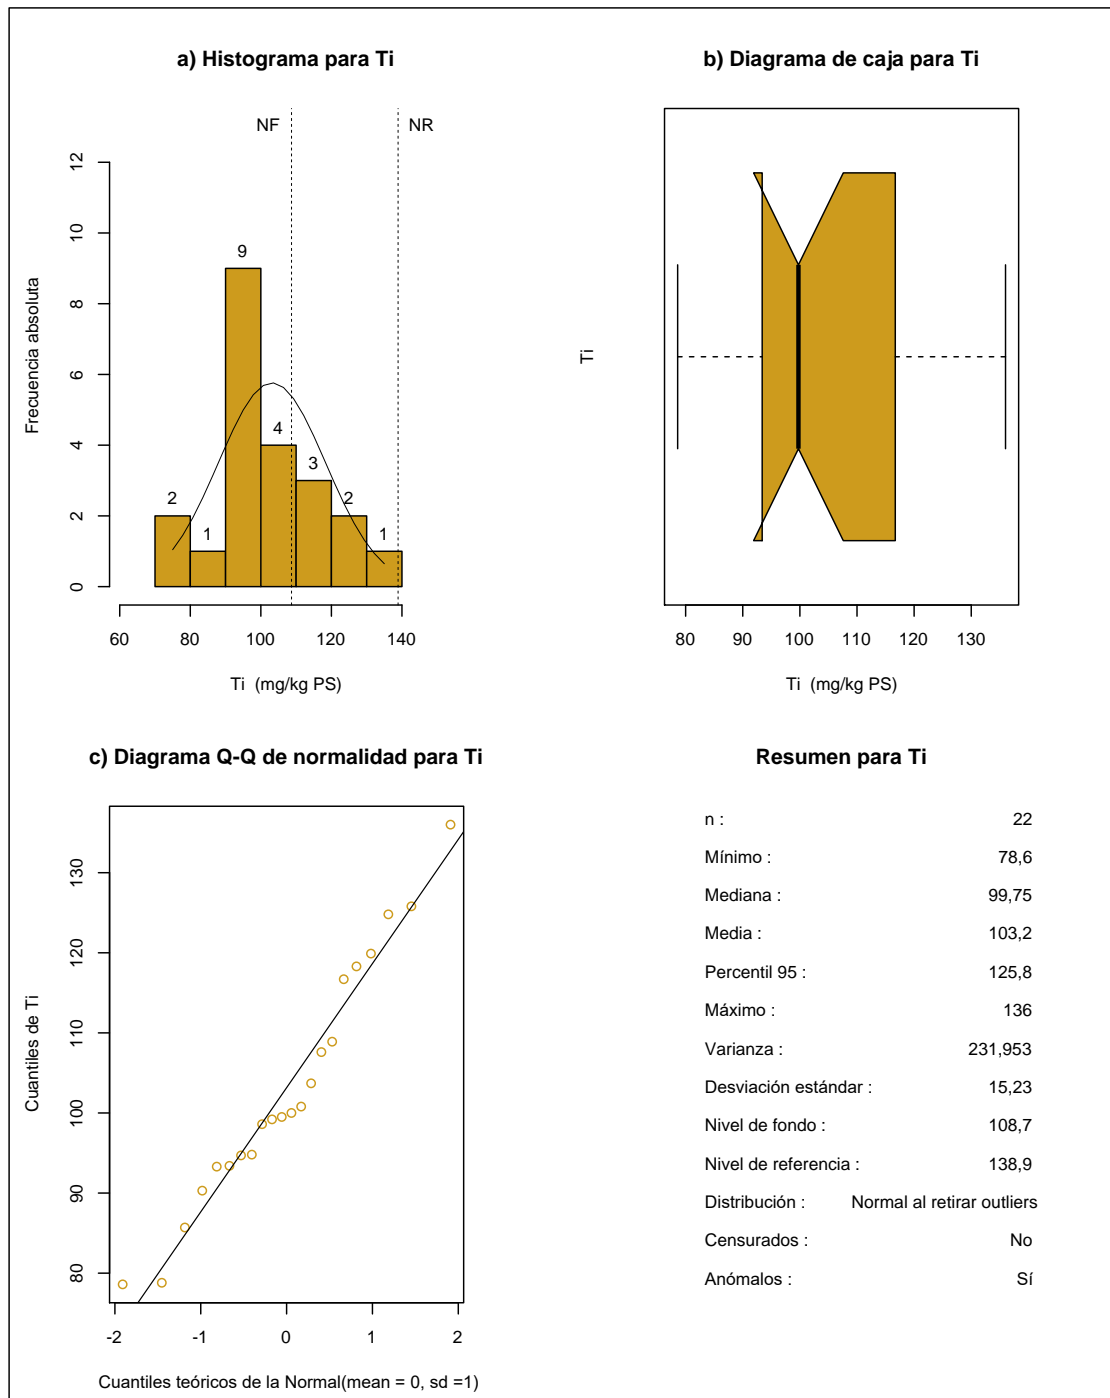 a) Histograma para Ti
NF
NR
Frecuencia absoluta
12
10
8
6
4
2
0
2
1
9
4
3
2
1
60
80
100
120
140
Ti (mg/kg PS)
b) Diagrama de caja para Ti
Ti
80
90
100
110
120
130
Ti (mg/kg PS)
c) Diagrama Q-Q de normalidad para Ti
Cuantiles de Ti
130
120
110
100
90
80
-2
-1
0
1
2
Cuantiles teóricos de la Normal(mean = 0, sd =1)
Resumen para Ti
n : 22
Mínimo : 78,6
Mediana : 99,75
Media : 103,2
Percentil 95 : 125,8
Máximo : 136
Varianza : 231,953
Desviación estándar : 15,23
Nivel de fondo : 108,7
Nivel de referencia : 138,9
Distribución : Normal al retirar outliers
Censurados : No
Anómalos : Sí